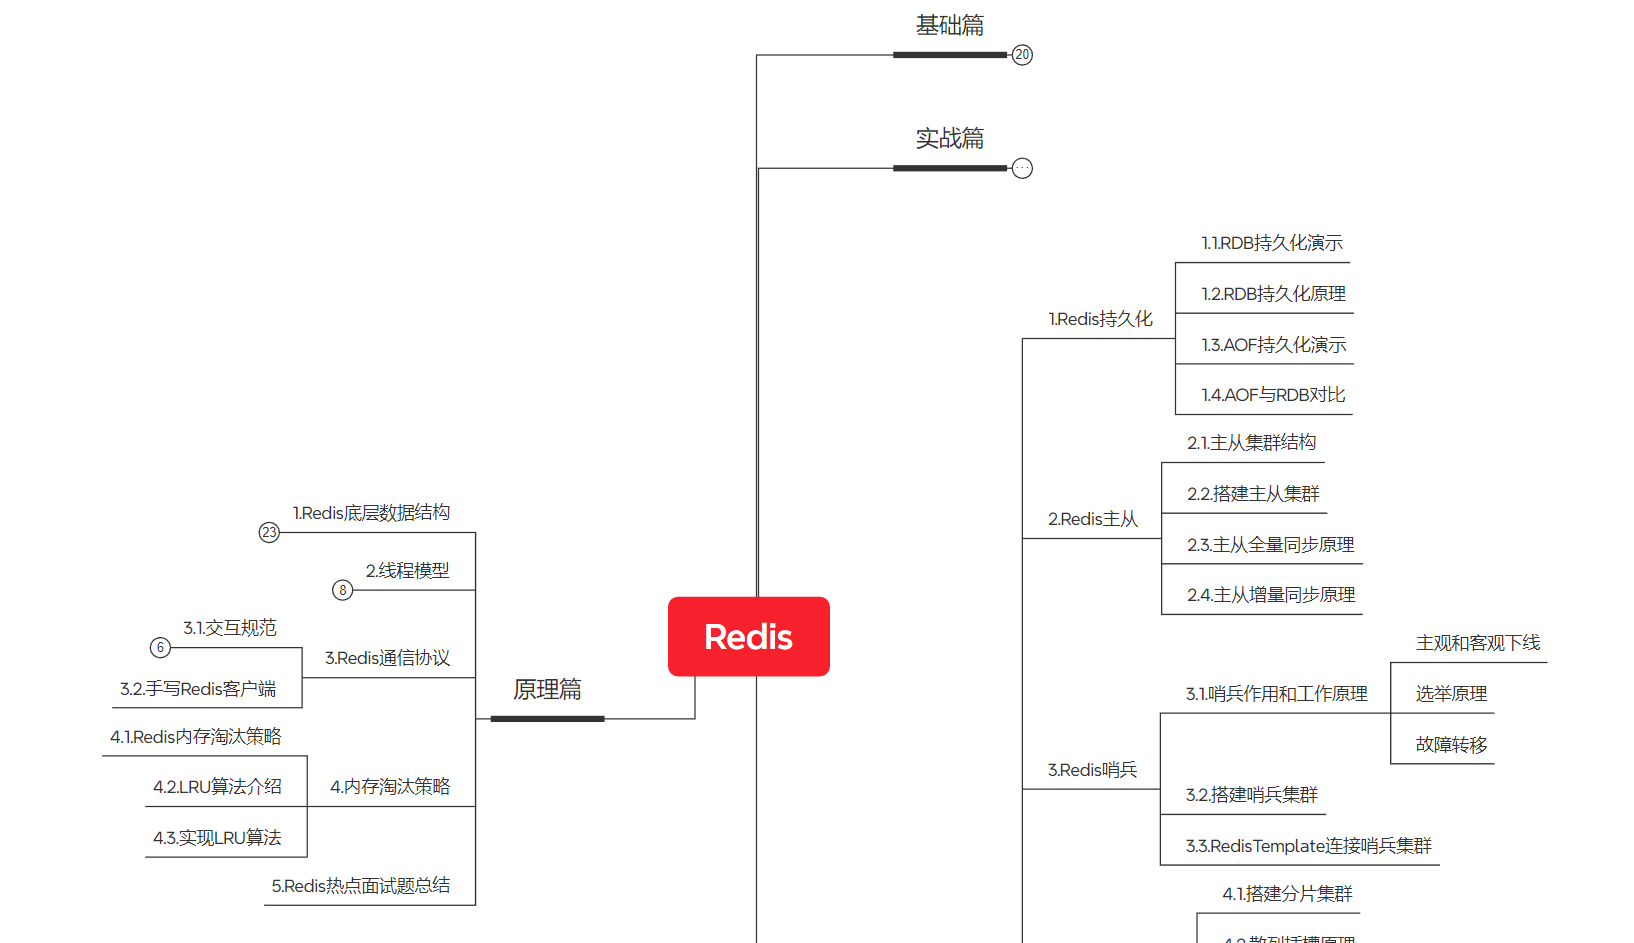 基础篇
20
实战篇
...
1.Redis持久化
1.1.RDB持久化演示
1.2.RDB持久化原理
1.3.AOF持久化演示
1.4.AOF与RDB对比
2.Redis主从
2.1.主从集群结构
2.2.搭建主从集群
2.3.主从全量同步原理
2.4.主从增量同步原理
3.Redis哨兵
3.1.哨兵作用和工作原理
主观和客观下线
选举原理
故障转移
3.2.搭建哨兵集群
3.3.RedisTemplate连接哨兵集群
4.1.搭建分片集群
4.2.散列插槽原理
Redis
原理篇
1.Redis底层数据结构
23
2.线程模型
8
3.Redis通信协议
3.1.交互规范
6
3.2.手写Redis客户端
4.内存淘汰策略
4.1.Redis内存淘汰策略
4.2.LRU算法介绍
4.3.实现LRU算法
5.Redis热点面试题总结